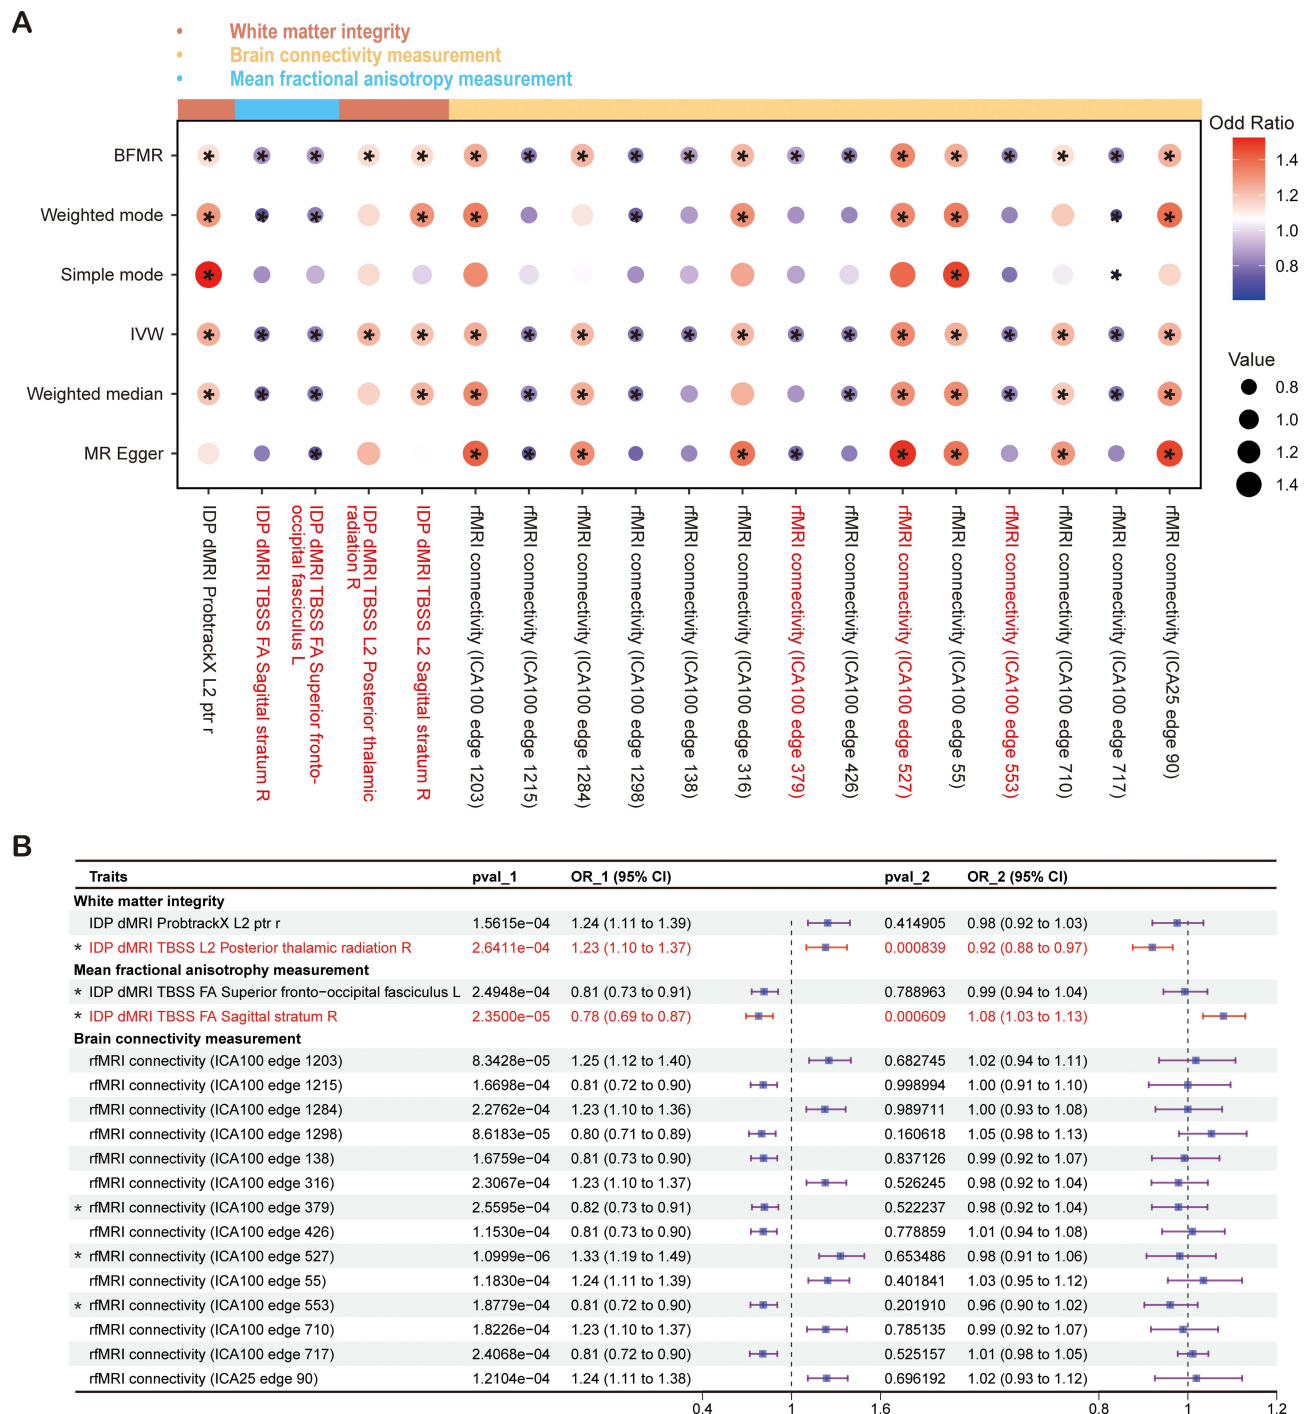 A
White matter integrity
Brain connectivity measurement
Mean fractional anisotropy measurement
BFMR
Weighted mode
Simple mode
IVW
Weighted median
MR Egger
Odd Ratio
1.4
1.2
1.0
0.8
Value
0.8
1.0
1.2
1.4
IDP dMRI ProbtrackX L2 ptr r
IDP dMRI TBSS FA Sagittal stratum R
IDP dMRI TBSS FA Superior fronto-
occipital fasciculus L
IDP dMRI TBSS L2 Posterior thalamic
radiation R
IDP dMRI TBSS L2 Sagittal stratum R
rfMRI connectivity (ICA100 edge 1203)
rfMRI connectivity (ICA100 edge 1215)
rfMRI connectivity (ICA100 edge 1284)
rfMRI connectivity (ICA100 edge 1298)
rfMRI connectivity (ICA100 edge 138)
rfMRI connectivity (ICA100 edge 316)
rfMRI connectivity (ICA100 edge 379)
rfMRI connectivity (ICA100 edge 426)
rfMRI connectivity (ICA100 edge 527)
rfMRI connectivity (ICA100 edge 55)
rfMRI connectivity (ICA100 edge 553)
rfMRI connectivity (ICA100 edge 710)
rfMRI connectivity (ICA100 edge 717)
rfMRI connectivity (ICA25 edge 90)
B
Traits pval_1 OR_1 (95% CI) pval_2 OR_2 (95% CI)
White matter integrity
IDP dMRI ProbtrackX L2 ptr r 1.5615e−04 1.24 (1.11 to 1.39) 0.414905 0.98 (0.92 to 1.03)
* IDP dMRI TBSS L2 Posterior thalamic radiation R 2.6411e−04 1.23 (1.10 to 1.37) 0.000839 0.92 (0.88 to 0.97)
Mean fractional anisotrophy measurement
* IDP dMRI TBSS FA Superior fronto−occipital fasciculus L 2.4948e−04 0.81 (0.73 to 0.91) 0.788963 0.99 (0.94 to 1.04)
* IDP dMRI TBSS FA Sagittal stratum R 2.3500e−05 0.78 (0.69 to 0.87) 0.000609 1.08 (1.03 to 1.13)
Brain connectivity measurement
rfMRI connectivity (ICA100 edge 1203) 8.3428e−05 1.25 (1.12 to 1.40) 0.682745 1.02 (0.94 to 1.11)
rfMRI connectivity (ICA100 edge 1215) 1.6698e−04 0.81 (0.72 to 0.90) 0.998994 1.00 (0.91 to 1.10)
rfMRI connectivity (ICA100 edge 1284) 2.2762e−04 1.23 (1.10 to 1.36) 0.989711 1.00 (0.93 to 1.08)
rfMRI connectivity (ICA100 edge 1298) 8.6183e−05 0.80 (0.71 to 0.89) 0.160618 1.05 (0.98 to 1.13)
rfMRI connectivity (ICA100 edge 138) 1.6759e−04 0.81 (0.73 to 0.90) 0.837126 0.99 (0.92 to 1.07)
rfMRI connectivity (ICA100 edge 316) 2.3067e−04 1.23 (1.10 to 1.37) 0.526245 0.98 (0.92 to 1.04)
* rfMRI connectivity (ICA100 edge 379) 2.5595e−04 0.82 (0.73 to 0.91) 0.522237 0.98 (0.92 to 1.04)
rfMRI connectivity (ICA100 edge 426) 1.1530e−04 0.81 (0.73 to 0.90) 0.778859 1.01 (0.94 to 1.08)
* rfMRI connectivity (ICA100 edge 527) 1.0999e−06 1.33 (1.19 to 1.49) 0.653486 0.98 (0.91 to 1.06)
rfMRI connectivity (ICA100 edge 55) 1.1830e−04 1.24 (1.11 to 1.39) 0.401841 1.03 (0.95 to 1.12)
* rfMRI connectivity (ICA100 edge 553) 1.8779e−04 0.81 (0.72 to 0.90) 0.201910 0.96 (0.90 to 1.02)
rfMRI connectivity (ICA100 edge 710) 1.8226e−04 1.23 (1.10 to 1.37) 0.785135 0.99 (0.92 to 1.07)
rfMRI connectivity (ICA100 edge 717) 2.4068e−04 0.81 (0.72 to 0.90) 0.525157 1.01 (0.98 to 1.05)
rfMRI connectivity (ICA25 edge 90) 1.2104e−04 1.24 (1.11 to 1.38) 0.696192 1.02 (0.93 to 1.12)
0.4 1 1.6 0.8 1 1.2